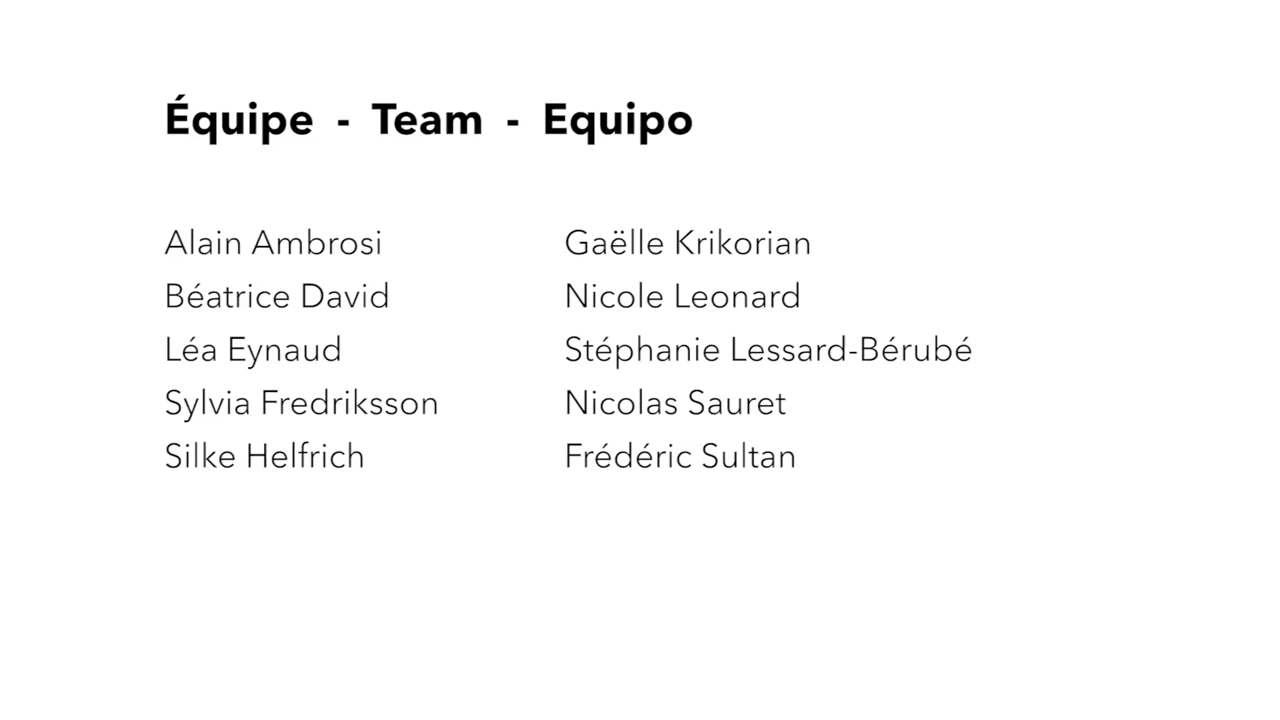 Équipe - Team - Equipo
Alain Ambrosi
Béatrice David
Léa Eynaud
Sylvia Fredriksson
Silke Helfrich
Gaëlle Krikorian
Nicole Leonard
Stéphanie Lessard-Bérubé
Nicolas Sauret
Frédéric Sultan